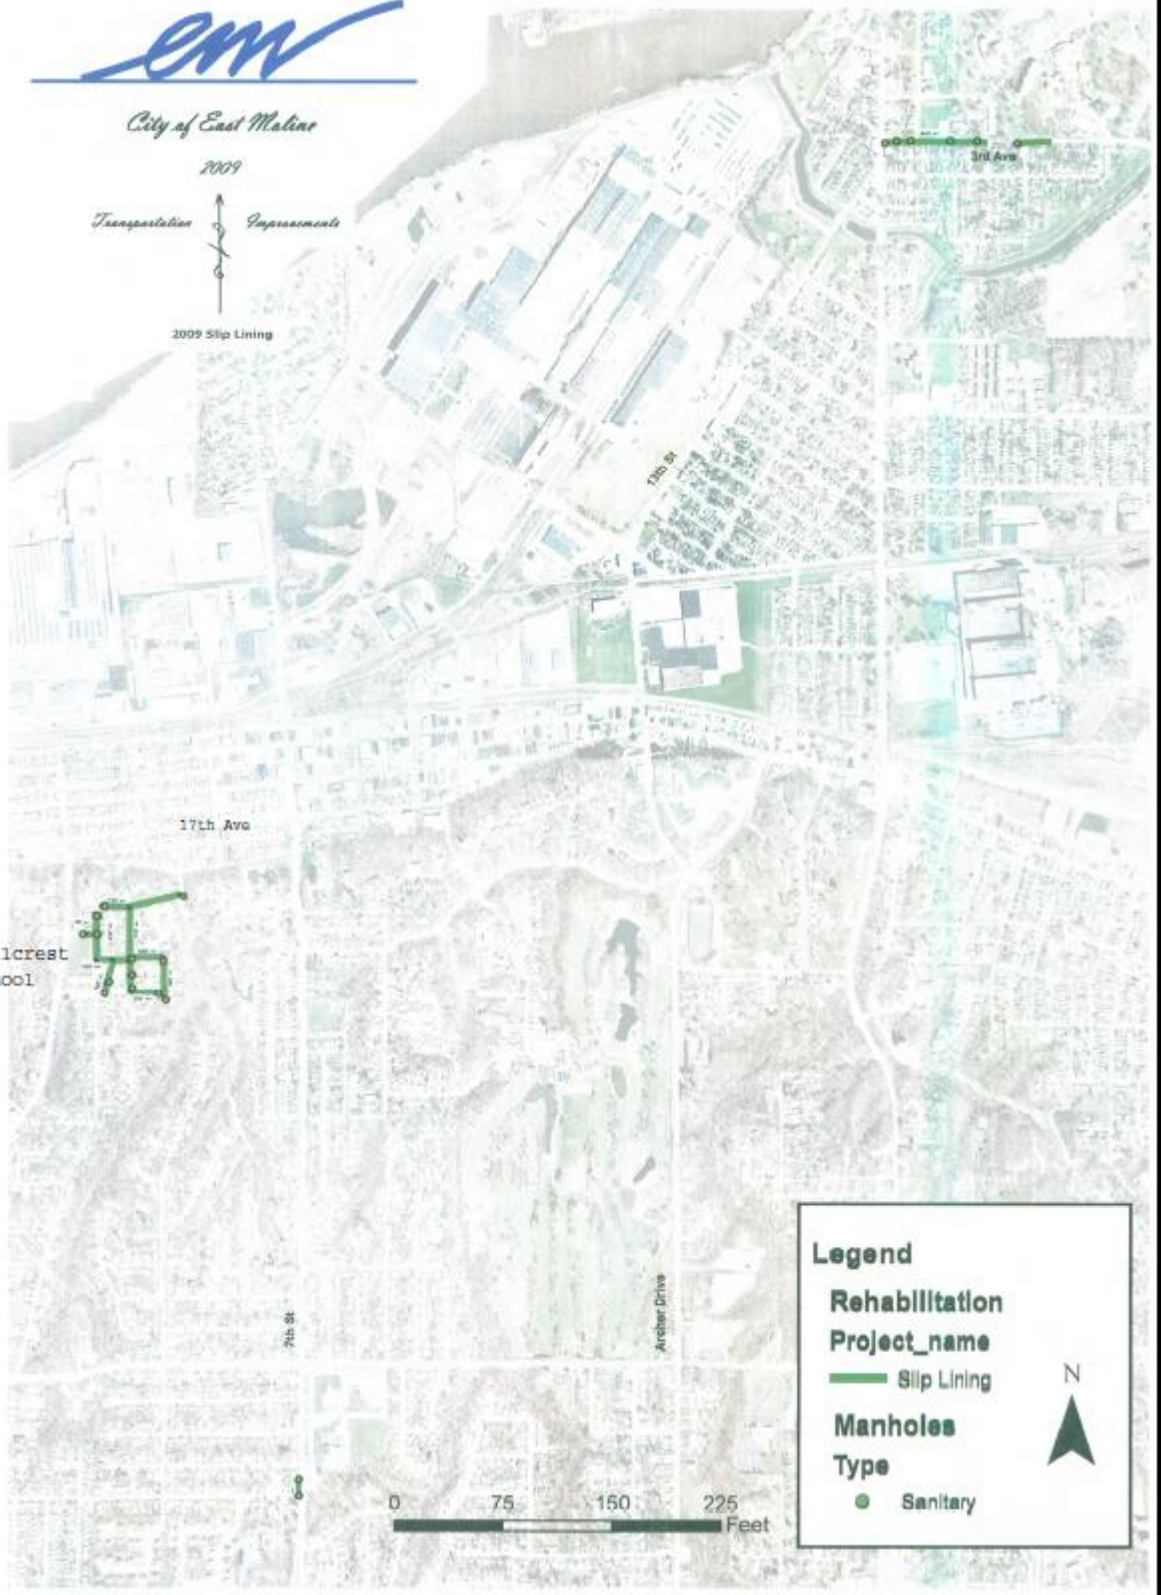 em
City of East Moline
2009
Transportation Improvements
2009 Slip Lining
3rd Ave
13th St
17th Ave
lcrest
ool
7th St
Archer Drive
Legend
Rehabilitation
Project_name
Slip Lining
Manholes
Type
Sanitary
N
0 75 150 225
Feet